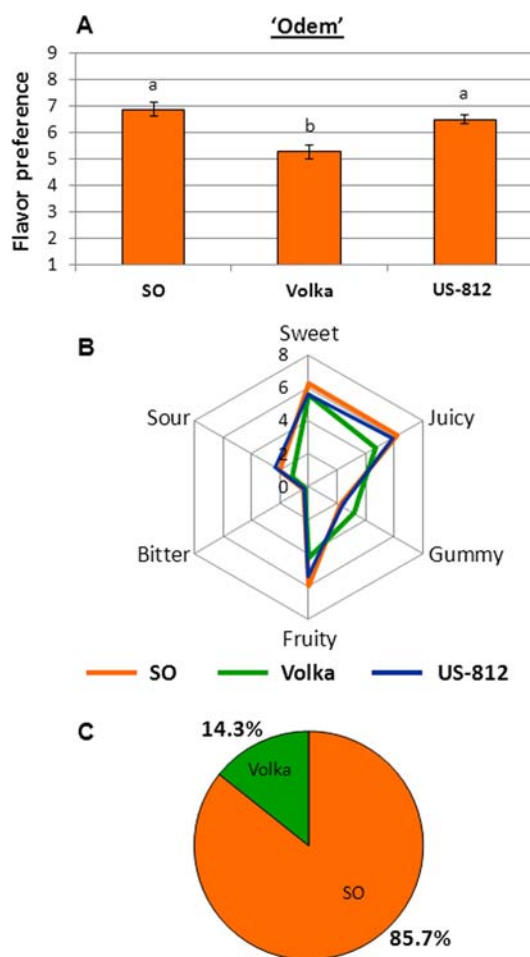 A
'Odem'
Flavor preference
9
8
7
6
5
4
3
2
1
a
b
a
SO
Volka
US-812
B
Sweet
8
6
4
2
0
Sour
Juicy
Bitter
Gummy
Fruity
SO
Volka
US-812
C
14.3%
Volka
SO
85.7%